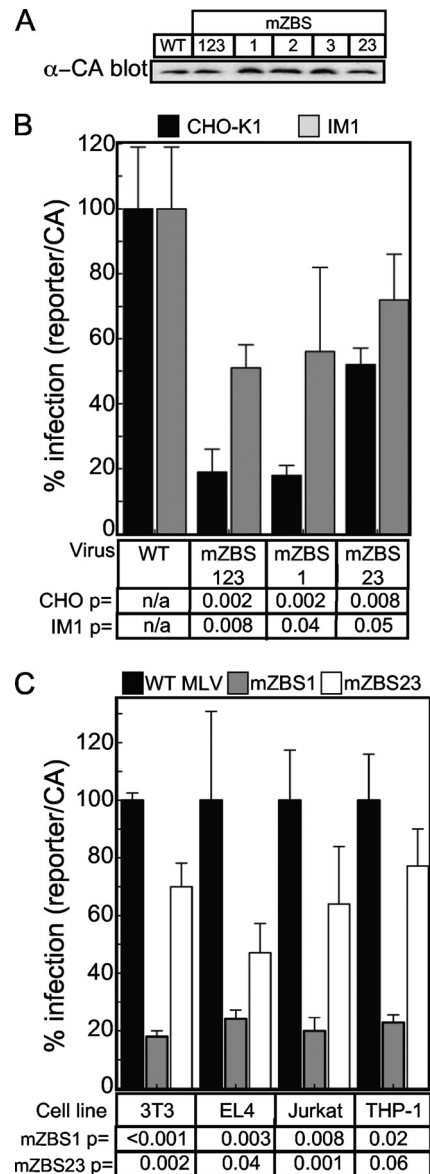 A
mZBS
WT 123 1 2 3 23
α–CA blot
B
CHO-K1 IM1
% infection (reporter/CA)
120
100
80
60
40
20
0
Virus WT mZBS 123 mZBS 1 mZBS 23
CHO p= n/a 0.002 0.002 0.008
IM1 p= n/a 0.008 0.04 0.05
C
WT MLV mZBS1 mZBS23
% infection (reporter/CA)
120
100
80
60
40
20
0
Cell line 3T3 EL4 Jurkat THP-1
mZBS1 p= <0.001 0.003 0.008 0.02
mZBS23 p= 0.002 0.04 0.001 0.06